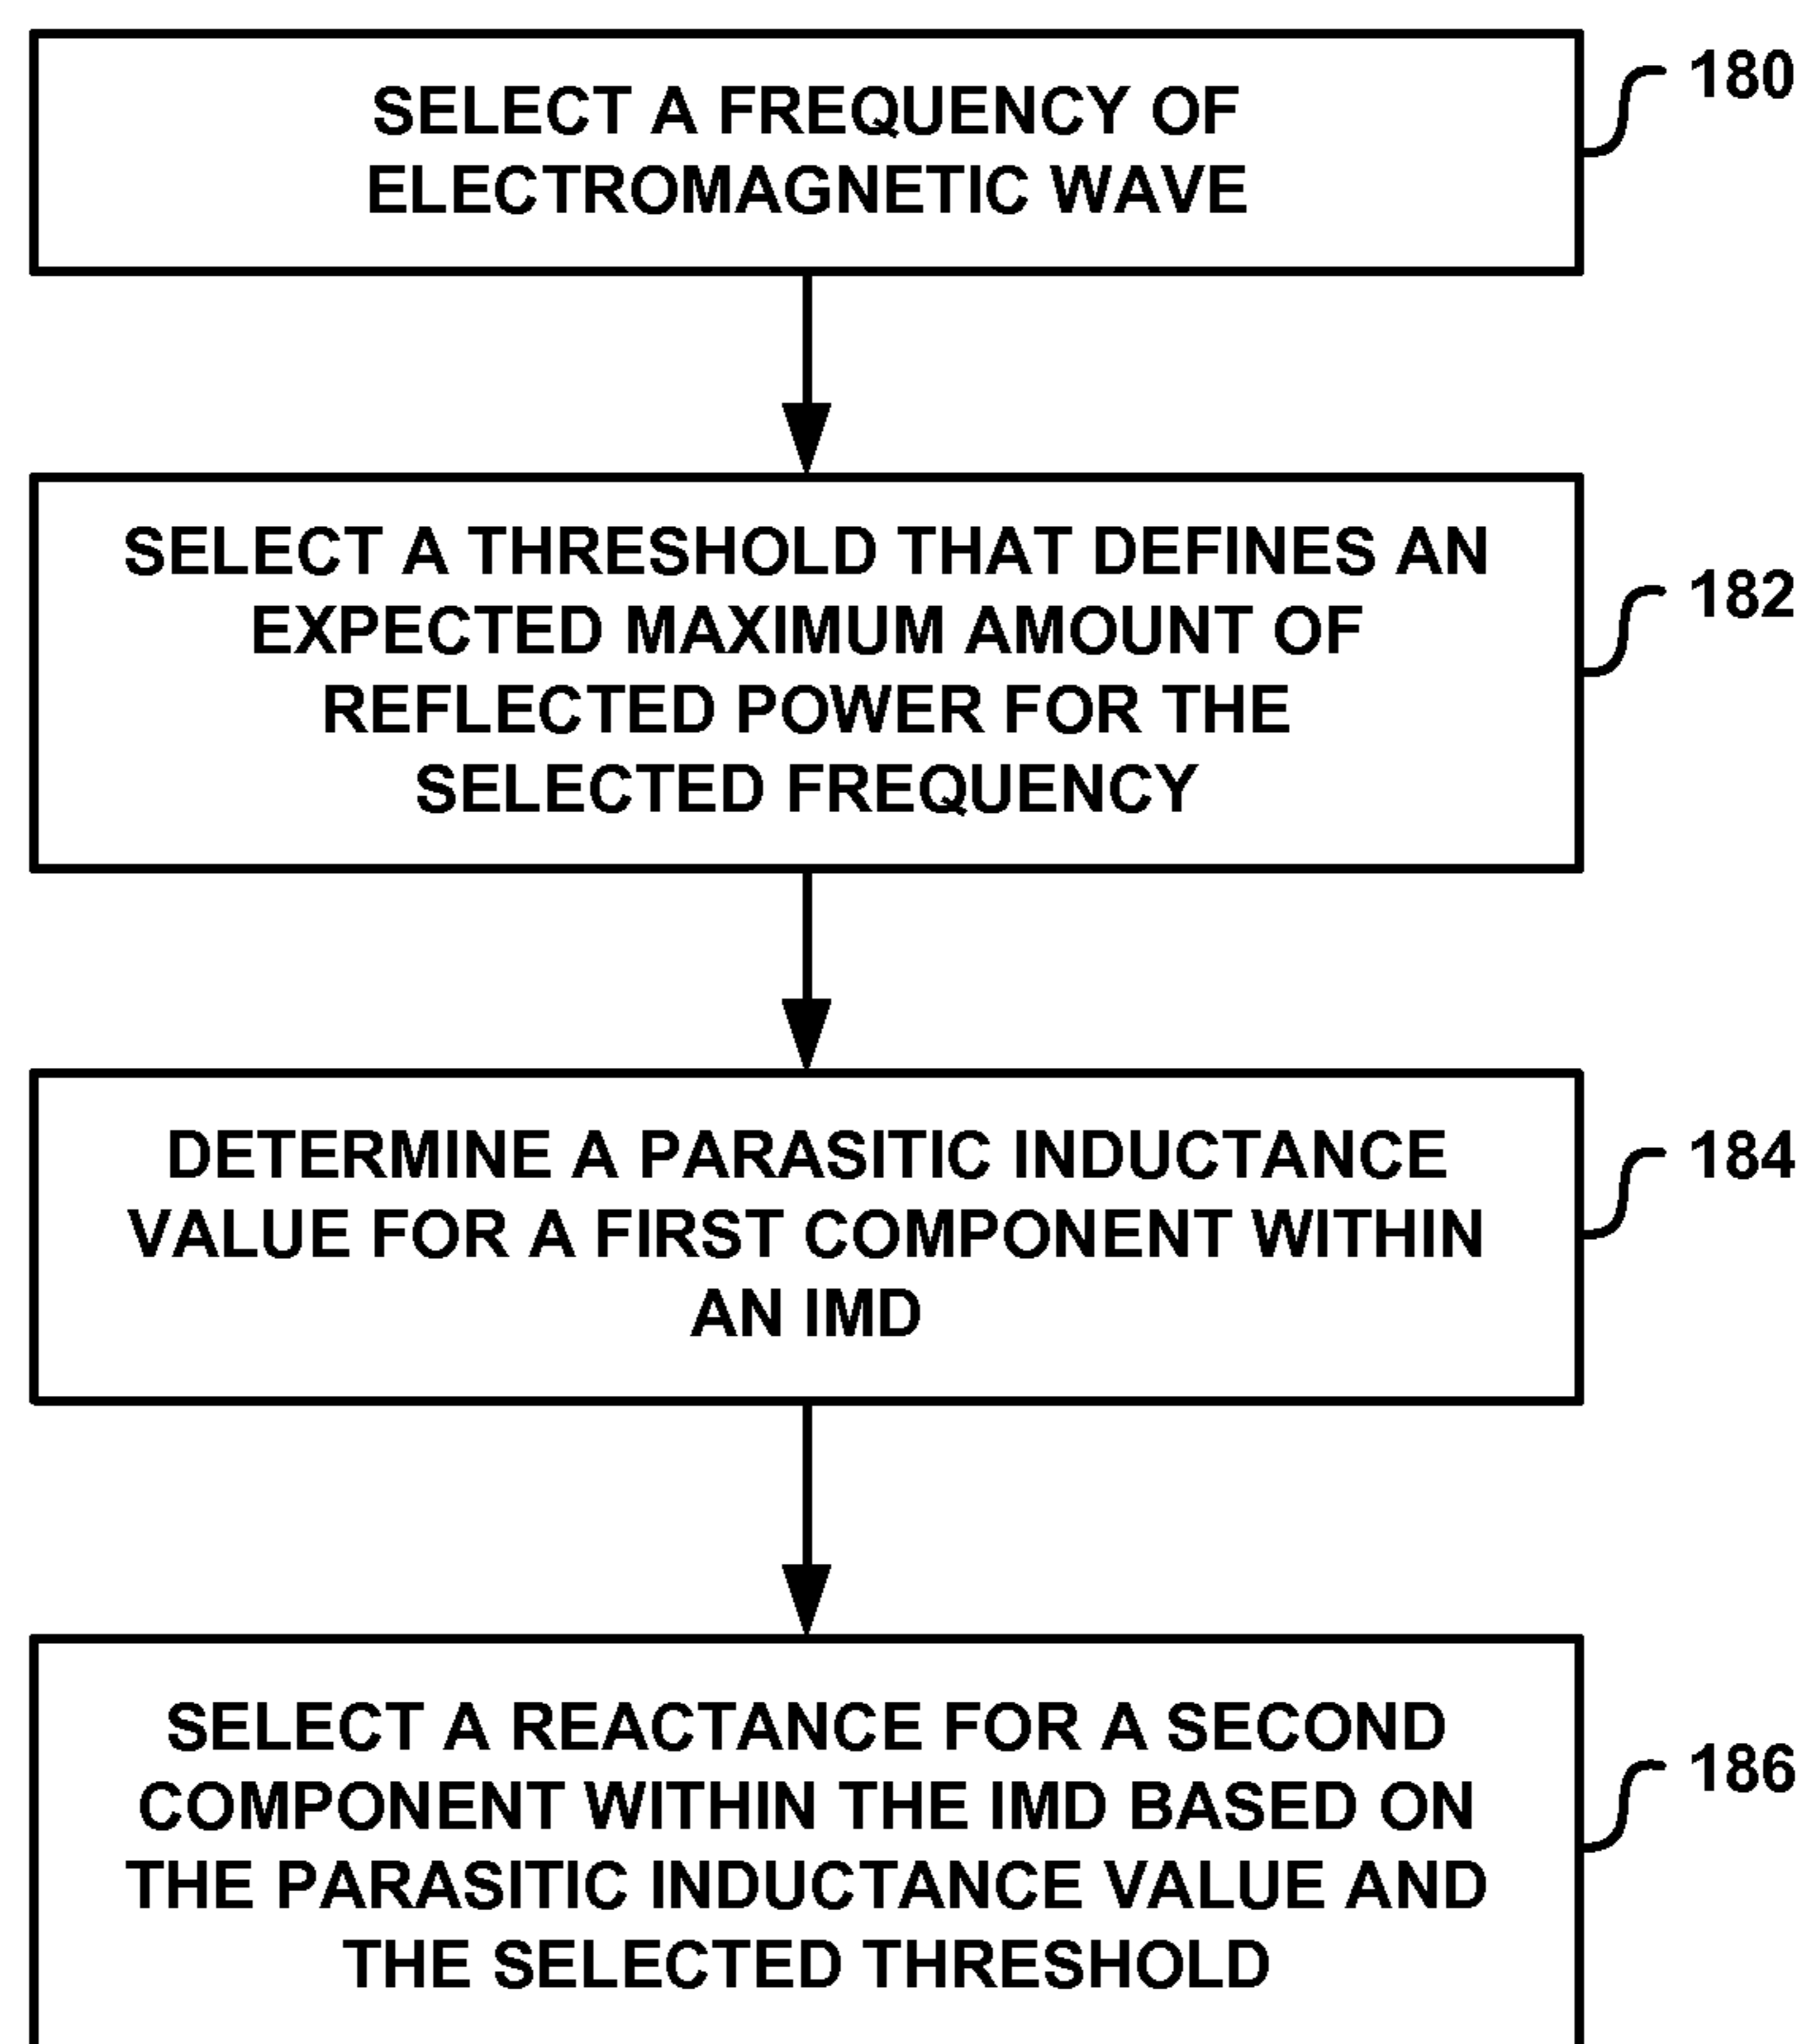 SELECT A FREQUENCY OF
ELECTROMAGNETIC WAVE
180
SELECT A THRESHOLD THAT DEFINES AN
EXPECTED MAXIMUM AMOUNT OF
REFLECTED POWER FOR THE
SELECTED FREQUENCY
182
DETERMINE A PARASITIC INDUCTANCE
VALUE FOR A FIRST COMPONENT WITHIN
AN IMD
184
SELECT A REACTANCE FOR A SECOND
COMPONENT WITHIN THE IMD BASED ON
THE PARASITIC INDUCTANCE VALUE AND
THE SELECTED THRESHOLD
186